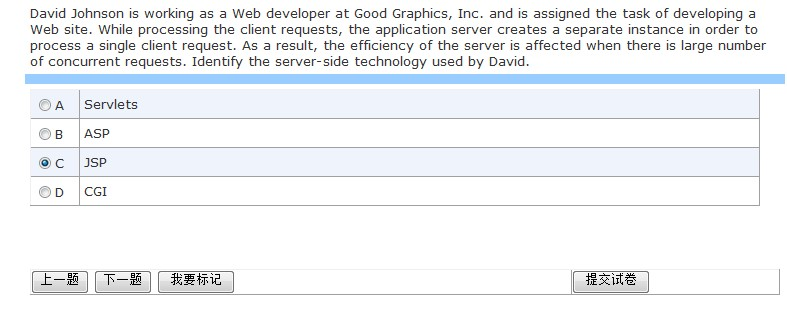 David Johnson is working as a Web developer at Good Graphics, Inc. and is assigned the task of developing a
Web site. While processing the client requests, the application server creates a separate instance in order to
process a single client request. As a result, the efficiency of the server is affected when there is large number
of concurrent requests. Identify the server-side technology used by David.
A Servlets
B ASP
C JSP
D CGI
上一题 下一题 我要标记 提交试卷